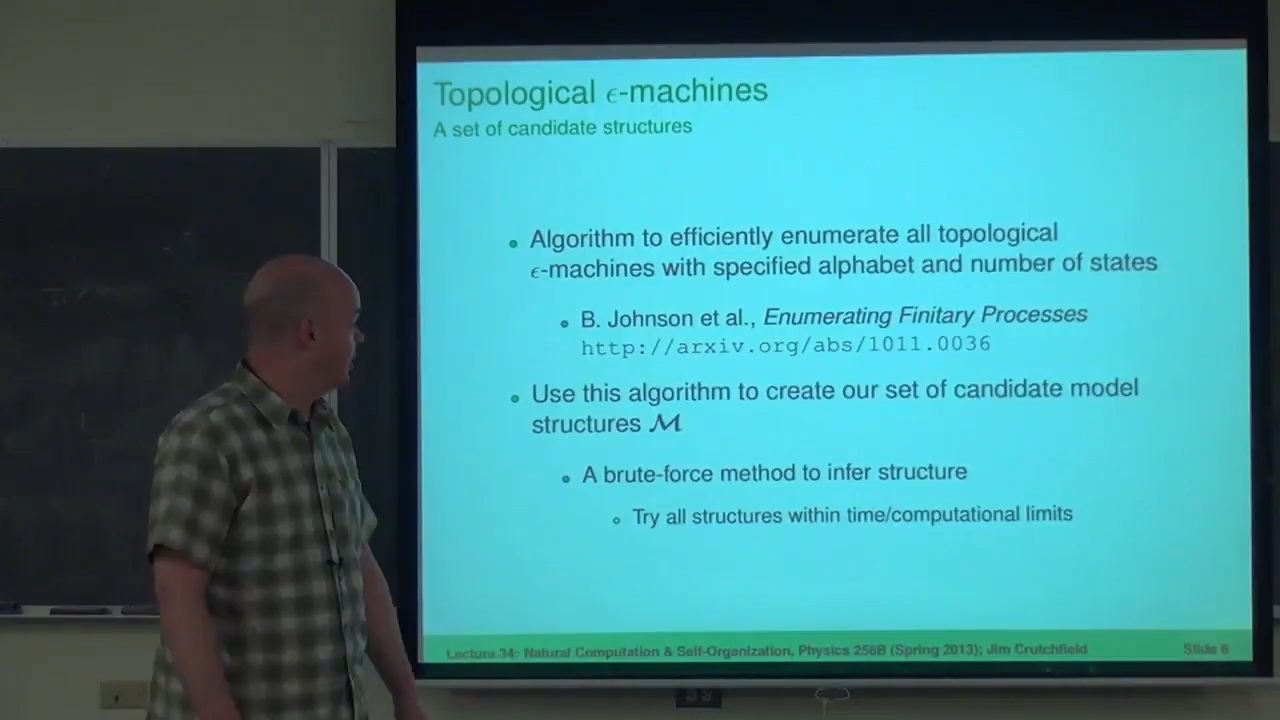 Topological ϵ-machines
A set of candidate structures
Algorithm to efficiently enumerate all topological
ϵ-machines with specified alphabet and number of states
B. Johnson et al., Enumerating Finitary Processes
http://arxiv.org/abs/1011.0036
Use this algorithm to create our set of candidate model
structures ℳ
A brute-force method to infer structure
Try all structures within time/computational limits
Lecture 34: Natural Computation & Self-Organization, Physics 256B (Spring 2013); Jim Crutchfield Slide 8